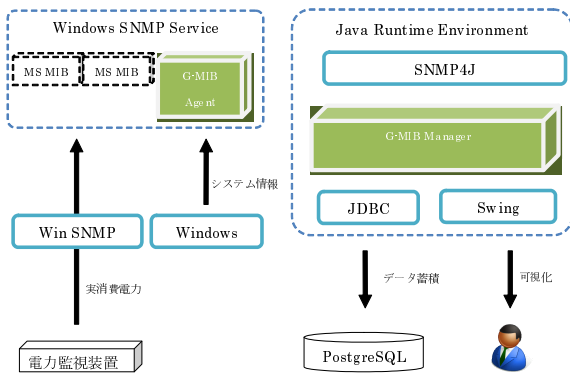 Windows SNMP Service
MS MIB
MS MIB
G-MIB
Agent
システム情報
Win SNMP
Windows
実消費電力
電力監視装置
Java Runtime Environment
SNMP4J
G-MIB Manager
JDBC
Swing
データ蓄積
可視化
PostgreSQL